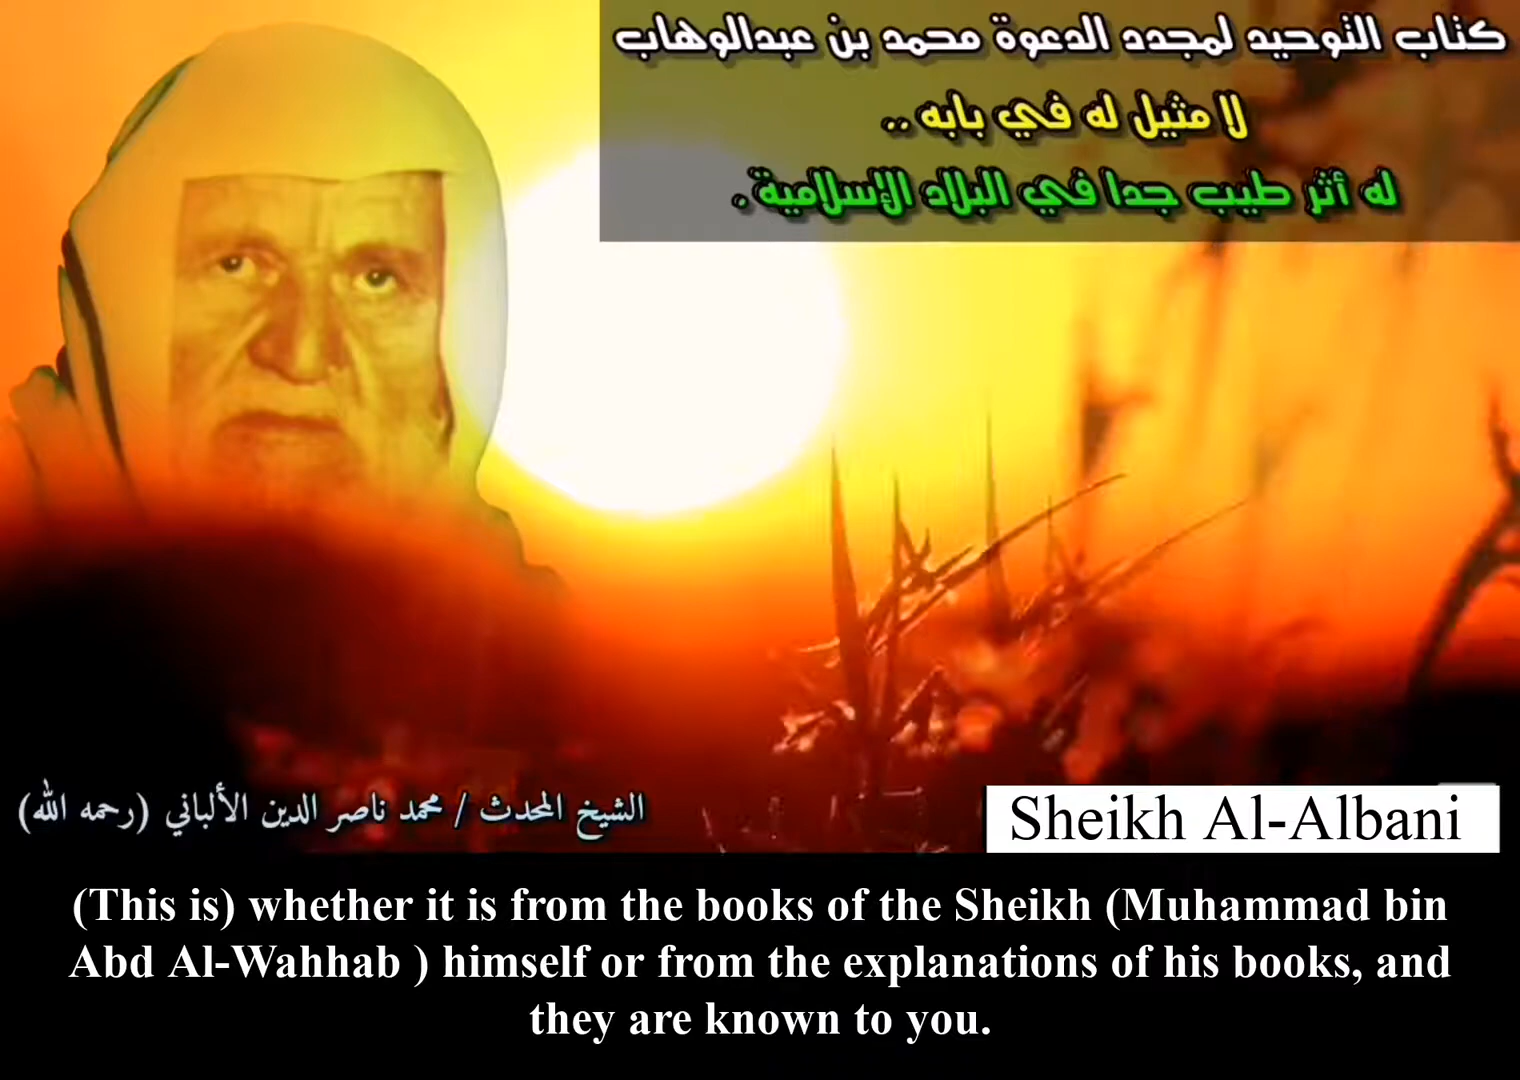 كتاب التوحيد لمجدد الدعوة محمد بن عبدالوهاب
لا مثيل له في بابه ..
له أثر طيب جدا في البلاد الإسلامية .
الشيخ المحدث / محمد ناصر الدين الألباني (رحمه الله)
Sheikh Al-Albani
(This is) whether it is from the books of the Sheikh (Muhammad bin
Abd Al-Wahhab ) himself or from the explanations of his books, and
they are known to you.